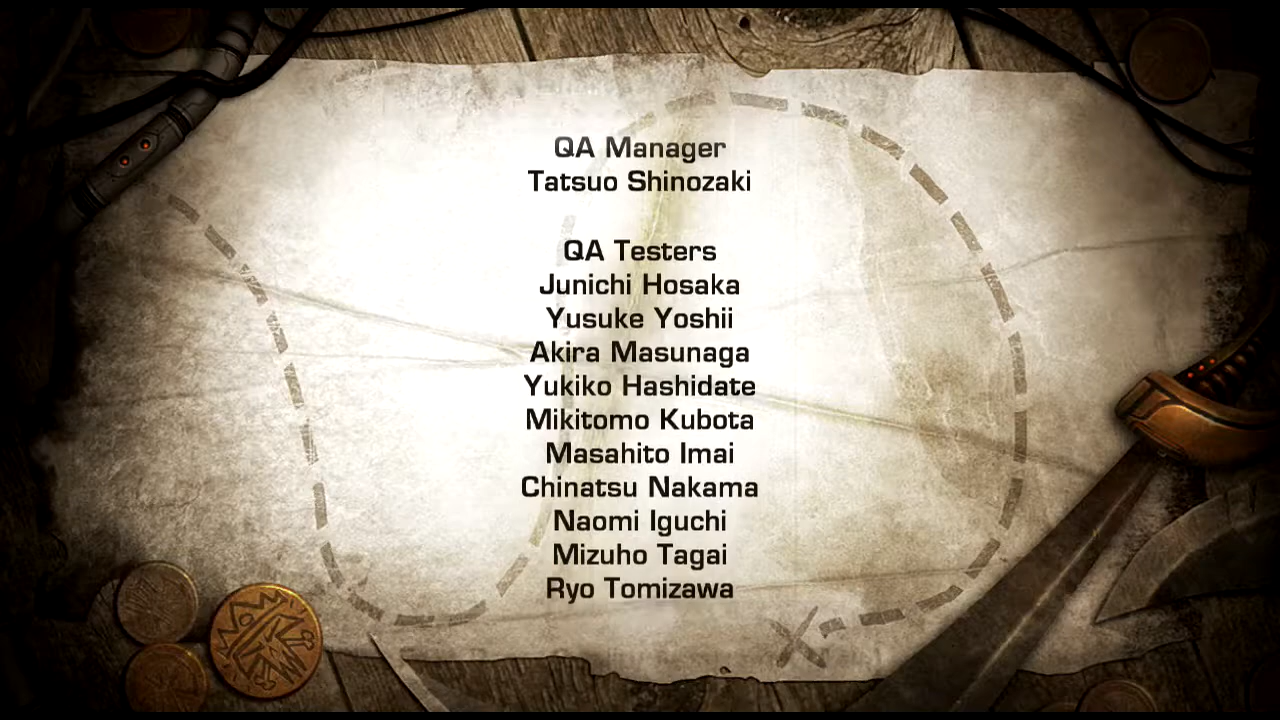 QA Manager
Tatsuo Shinozaki
QA Testers
Junichi Hosaka
Yusuke Yoshii
Akira Masunaga
Yukiko Hashidate
Mikitomo Kubota
Masahito Imai
Chinatsu Nakama
Naomi Iguchi
Mizuho Tagai
Ryo Tomizawa